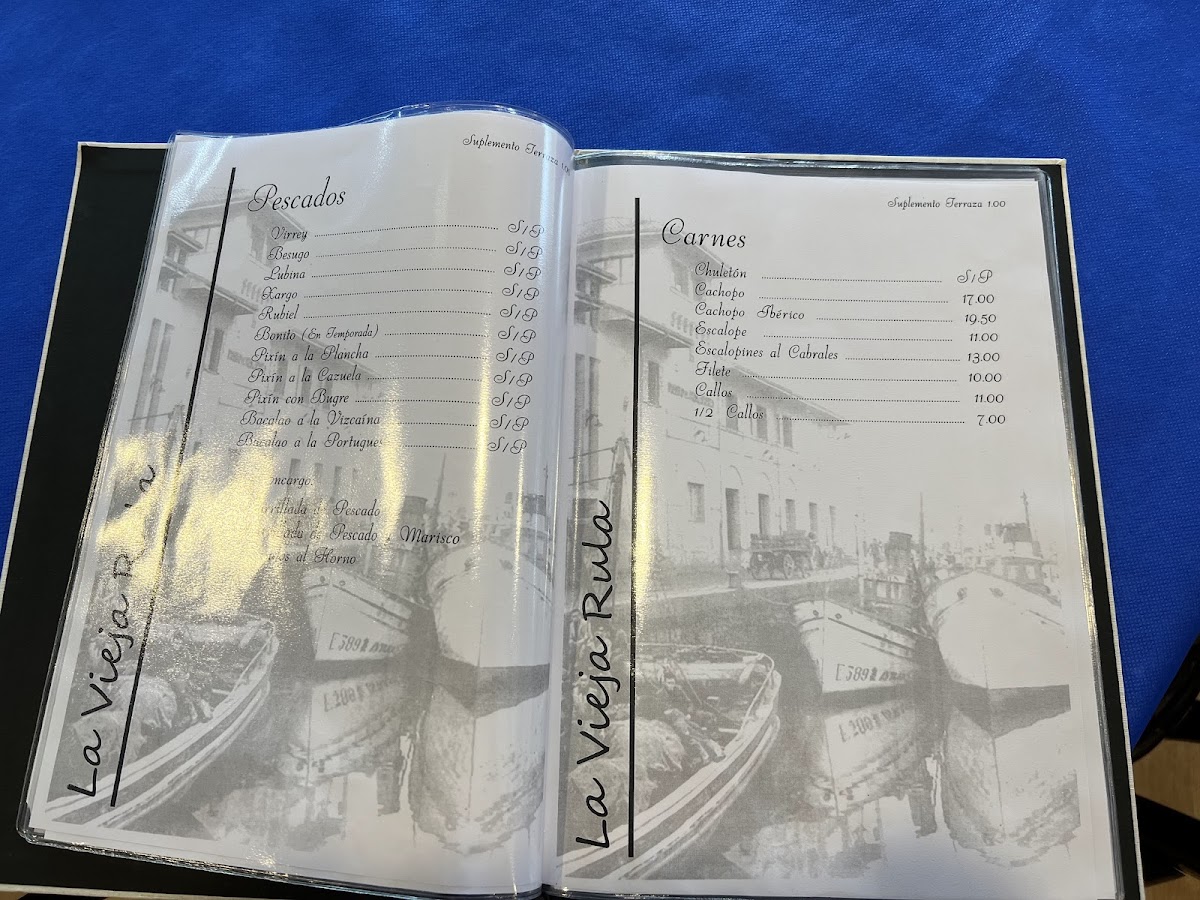 Suplemento Terraza 1.00
Pescados
Virrey S/P
Besugo S/P
Lubina S/P
Xargo S/P
Rubiel S/P
Bonito (En Temporada) S/P
Pixín a la Plancha S/P
Pixín a la Cazuela S/P
Pixín con Bugre S/P
Bacalao a la Vizcaína S/P
Bacalao a la Portugues S/P
Pescado
Pescado y Marisco
al Horno
La Vieja
Suplemento Terraza 1.00
Carnes
Chuletón S/P
Cachopo 17.00
Cachopo Ibérico 19.50
Escalope 11.00
Escalopines al Cabrales 13.00
Filete 10.00
Callos 11.00
1/2 Callos 7.00
La Vieja Rula